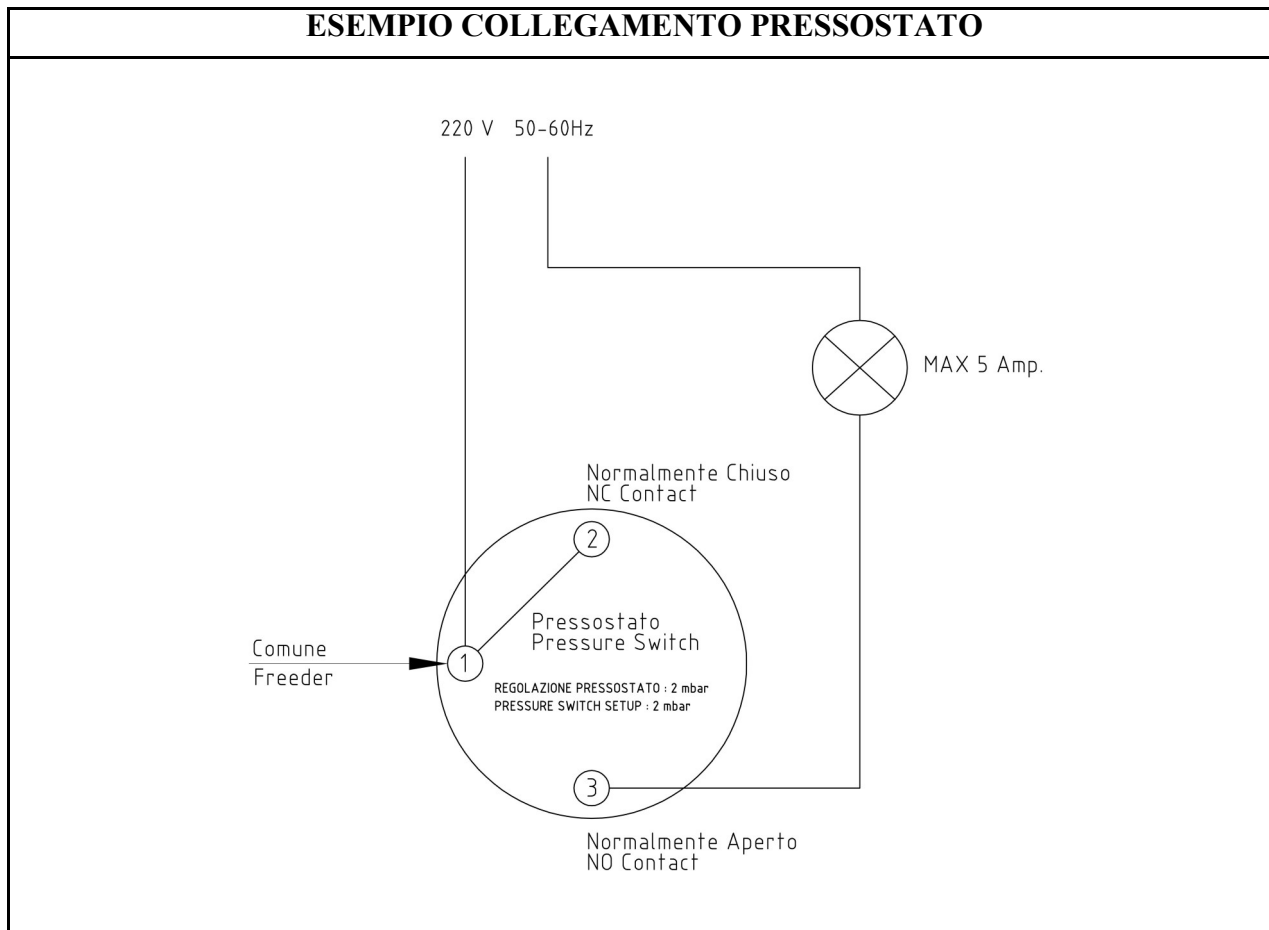 ESEMPIO COLLEGAMENTO PRESSOSTATO
220 V 50-60Hz
MAX 5 Amp.
Normalmente Chiuso
NC Contact
2
Pressostato
Pressure Switch
Comune
Freeder
1
REGOLAZIONE PRESSOSTATO : 2 mbar
PRESSURE SWITCH SETUP : 2 mbar
3
Normalmente Aperto
NO Contact